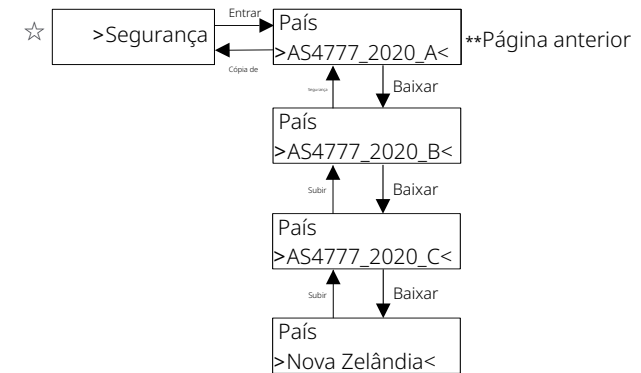 Entrar
☆ >Segurança
País
>AS4777_2020_A<
**Página anterior
Cópia de
Segurança
Baixar
País
>AS4777_2020_B<
Subir
Baixar
País
>AS4777_2020_C<
Subir
Baixar
País
>Nova Zelândia<